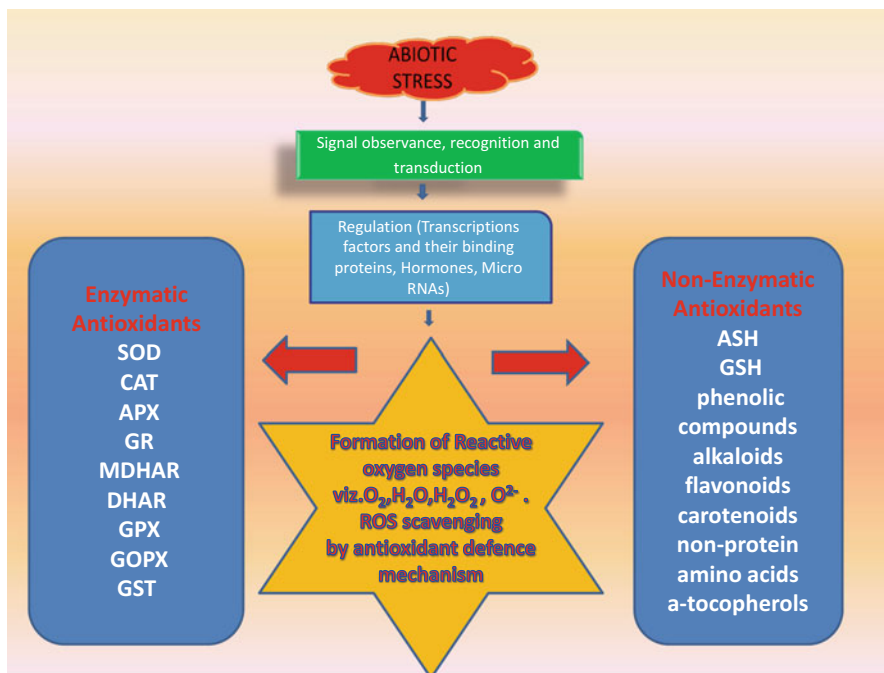 ABIOTIC
STRESS
Signal observance, recognition and
transduction
Regulation (Transcriptions
factors and their binding
proteins, Hormones, Micro
RNAs)
Enzymatic
Antioxidants
SOD
CAT
APX
GR
MDHAR
DHAR
GPX
GOPX
GST
Formation of Reactive
oxygen species
viz.O₂,H₂O,H₂O₂ , O²⁻ .
ROS scavenging
by antioxidant defence
mechanism
Non-Enzymatic
Antioxidants
ASH
GSH
phenolic
compounds
alkaloids
flavonoids
carotenoids
non-protein
amino acids
a-tocopherols